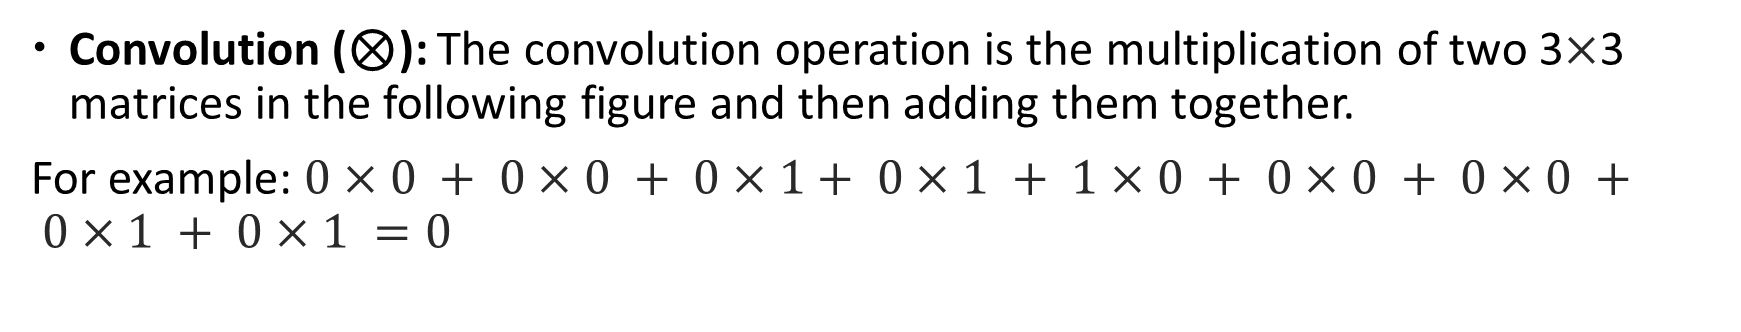 • Convolution (⊗): The convolution operation is the multiplication of two 3×3
matrices in the following figure and then adding them together.
For example: 0 × 0 + 0 × 0 + 0 × 1 + 0 × 1 + 1 × 0 + 0 × 0 + 0 × 0 +
0 × 1 + 0 × 1 = 0